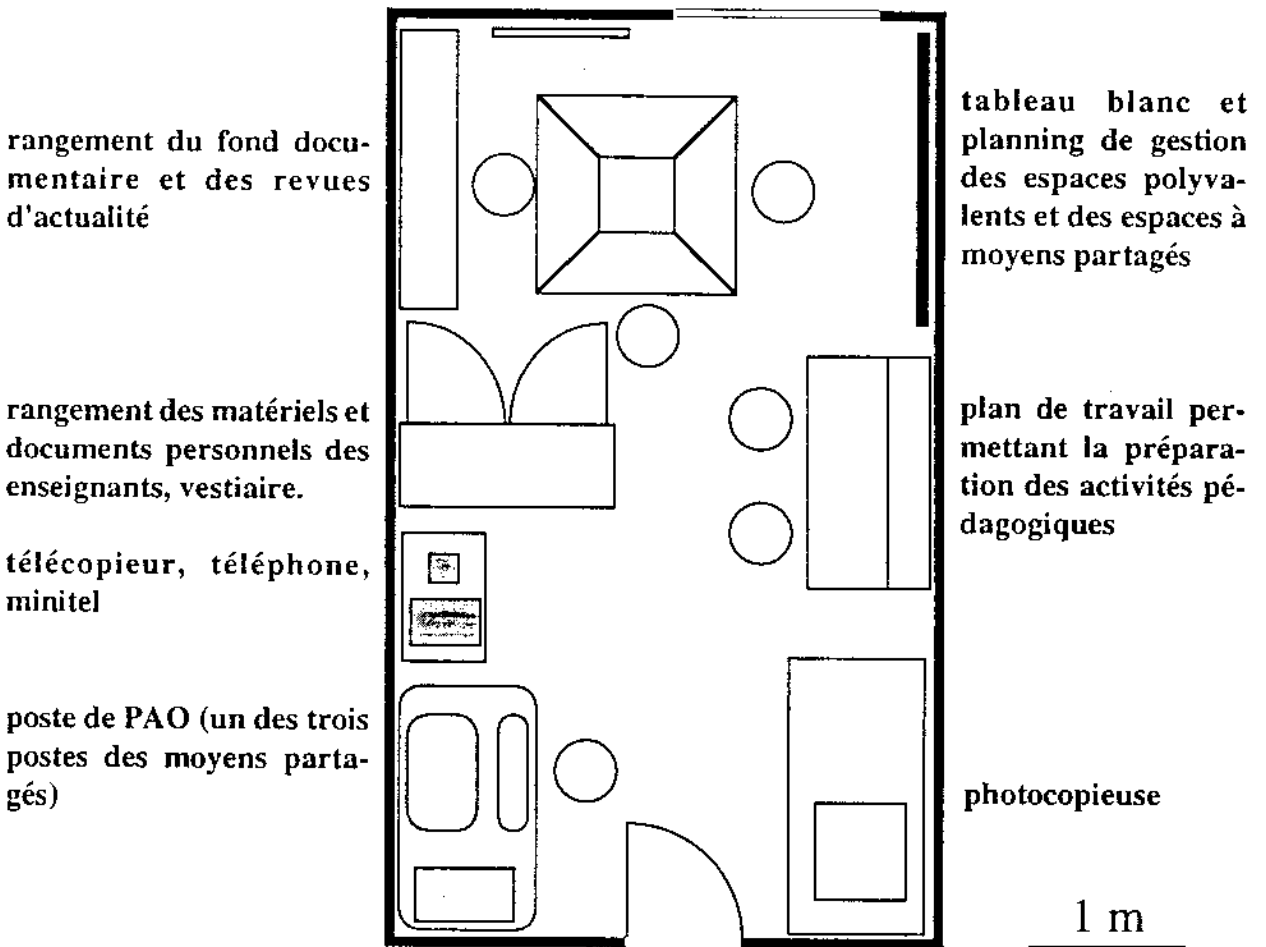 rangement du fond docu-
mentaire et des revues
d'actualité
rangement des matériels et
documents personnels des
enseignants, vestiaire.
télécopieur, téléphone,
minitel
poste de PAO (un des trois
postes des moyens parta-
gés)
tableau blanc et
planning de gestion
des espaces polyva-
lents et des espaces à
moyens partagés
plan de travail per-
mettant la prépara-
tion des activités pé-
dagogiques
photocopieuse
1 m